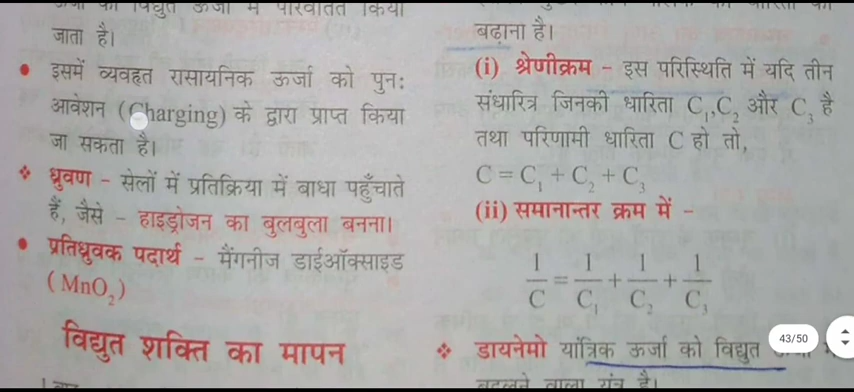 जाता है।
• इसमें व्यवहृत रासायनिक ऊर्जा को पुनः
आवेशन (Charging) के द्वारा प्राप्त किया
जा सकता है।
❖ ध्रुवण - सेलों में प्रतिक्रिया में बाधा पहुँचाते
हैं, जैसे - हाइड्रोजन का बुलबुला बनना।
• प्रतिध्रुवक पदार्थ - मैंगनीज डाईऑक्साइड
(MnO₂)
विद्युत शक्ति का मापन
बढ़ाना है।
(i) श्रेणीक्रम - इस परिस्थिति में यदि तीन
संधारित्र जिनकी धारिता C₁,C₂ और C₃ है
तथा परिणामी धारिता C हो तो,
C = C₁ + C₂ + C₃
(ii) समानान्तर क्रम में -
1/C = 1/C₁ + 1/C₂ + 1/C₃
❖ डायनेमो यांत्रिक ऊर्जा को विद्युत
बदलने वाला यंत्र है।
43/50